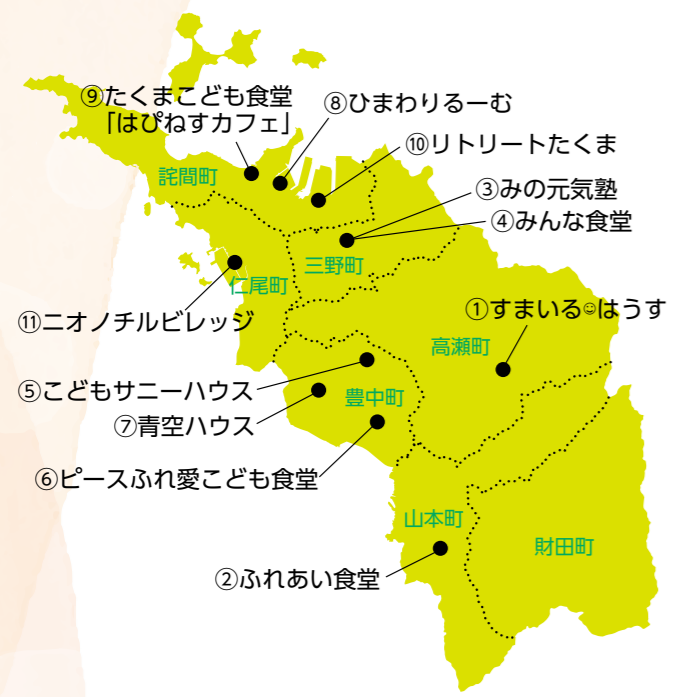 ⑨たくまこども食堂
「はぴねすカフェ」
⑧ひまわりるーむ
⑩リトリートたくま
詫間町
③みの元気塾
④みんな食堂
三野町
仁尾町
⑪ニオノチルビレッジ
①すまいる☺はうす
高瀬町
⑤こどもサニーハウス
豊中町
⑦青空ハウス
⑥ピースふれ愛こども食堂
山本町
財田町
②ふれあい食堂